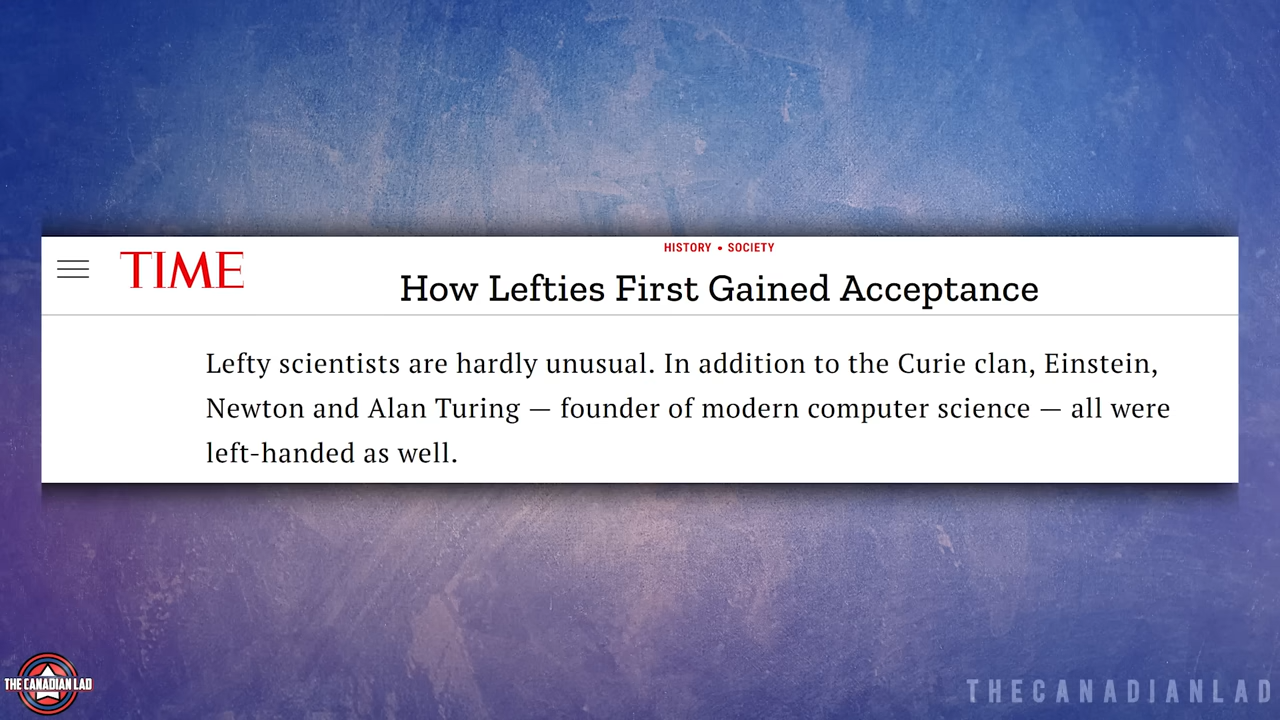 HISTORY • SOCIETY
TIME
How Lefties First Gained Acceptance
Lefty scientists are hardly unusual. In addition to the Curie clan, Einstein,
Newton and Alan Turing — founder of modern computer science — all were
left-handed as well.
THE CANADIAN LAD
THECANADIANLAD